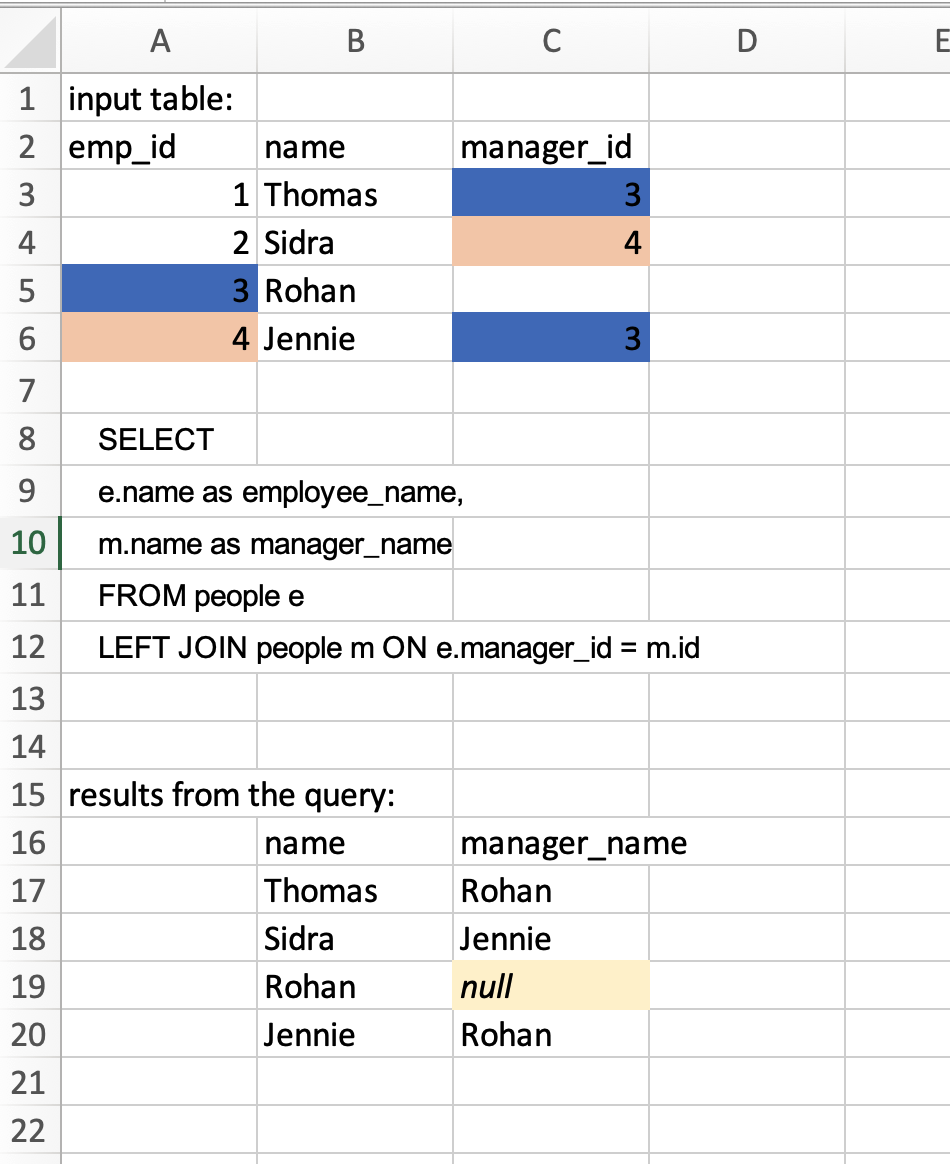 A B C D E
1 input table:
2 emp_id name manager_id
3 1 Thomas 3
4 2 Sidra 4
5 3 Rohan
6 4 Jennie 3
7
8 SELECT
9 e.name as employee_name,
10 m.name as manager_name
11 FROM people e
12 LEFT JOIN people m ON e.manager_id = m.id
13
14
15 results from the query:
16 name manager_name
17 Thomas Rohan
18 Sidra Jennie
19 Rohan null
20 Jennie Rohan
21
22